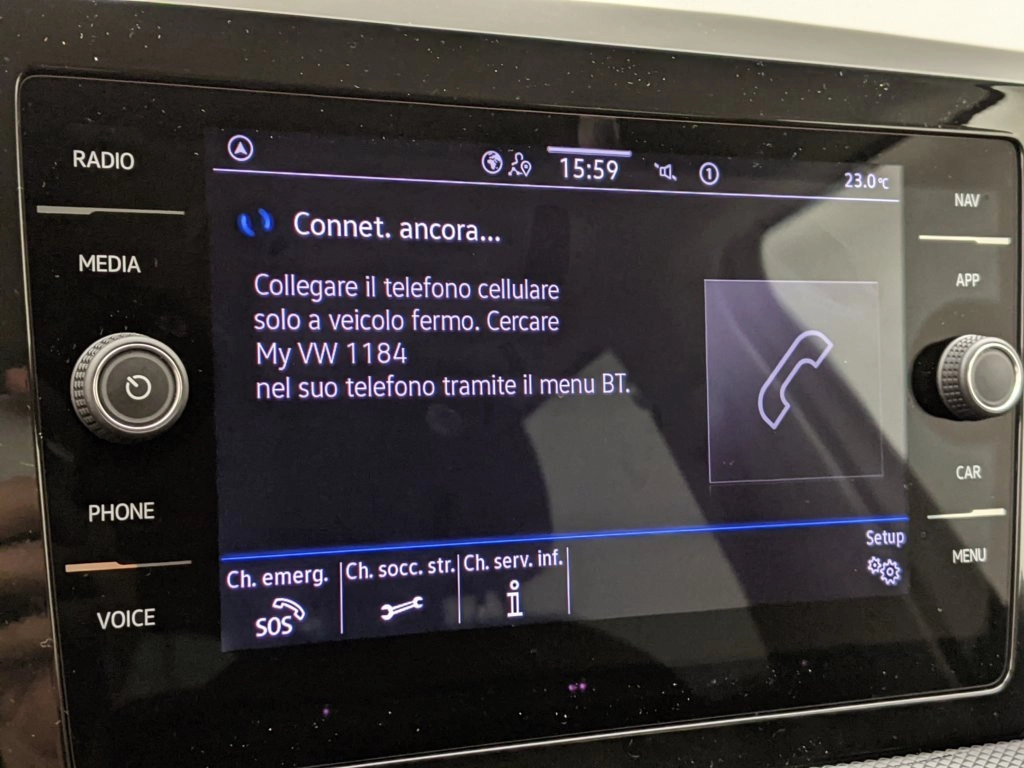 RADIO
MEDIA
PHONE
VOICE
15:59
1
23.0°C
Connet. ancora...
Collegare il telefono cellulare
solo a veicolo fermo. Cercare
My VW 1184
nel suo telefono tramite il menu BT.
Ch. emerg.
SOS
Ch. socc. str.
Ch. serv. inf.
i
Setup
NAV
APP
CAR
MENU